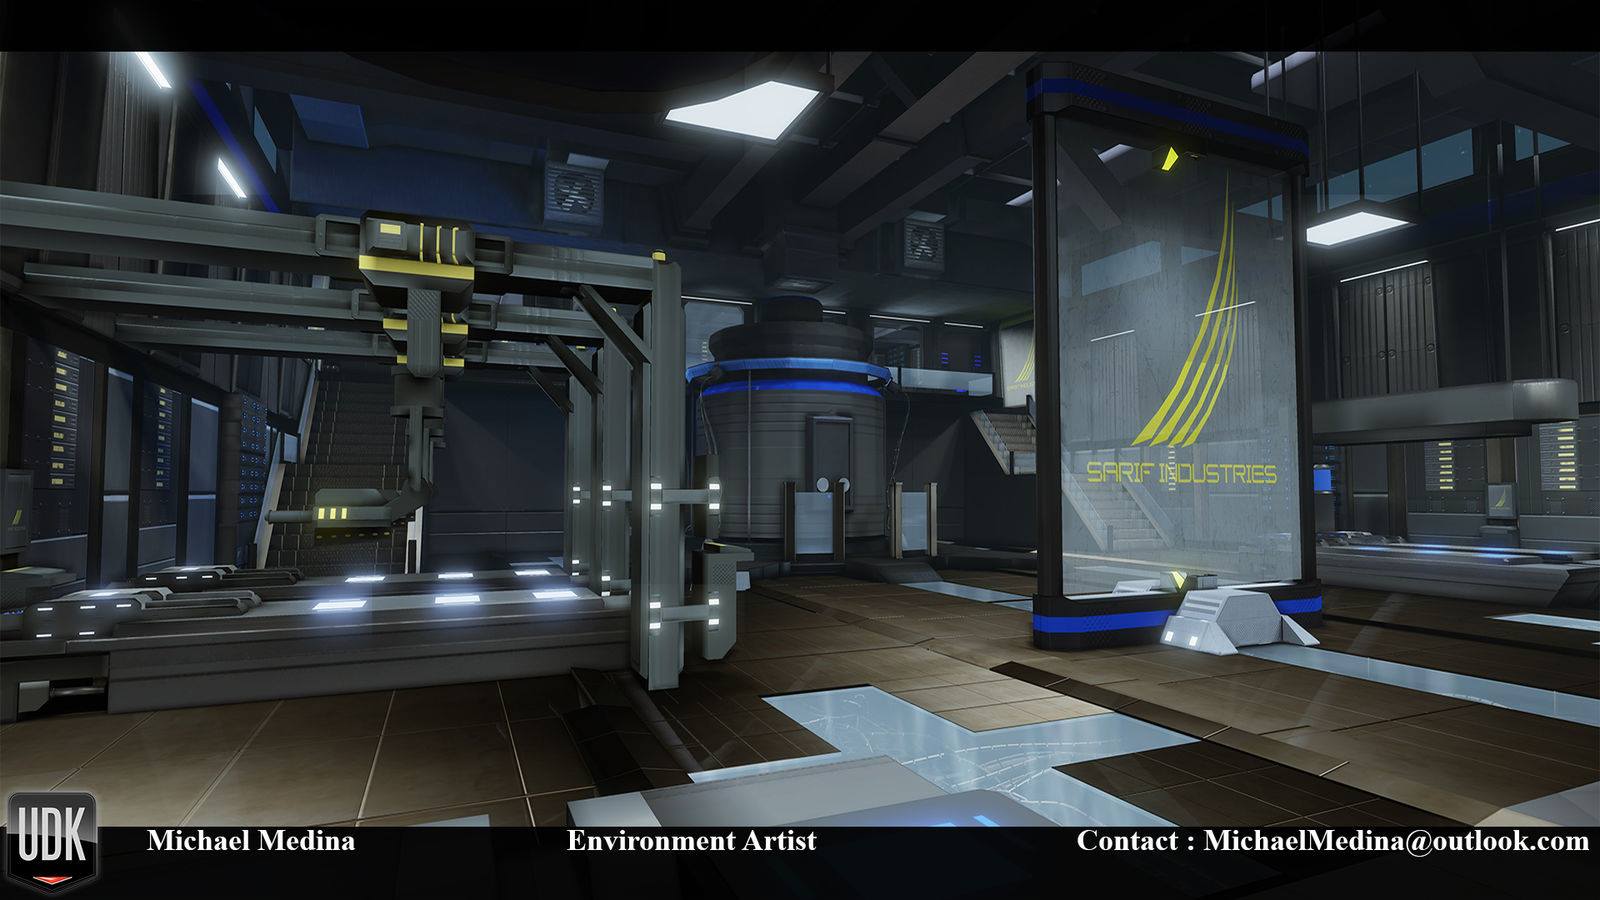 SARIF INDUSTRIES
UDK
Michael Medina
Environment Artist
Contact : MichaelMedina@outlook.com